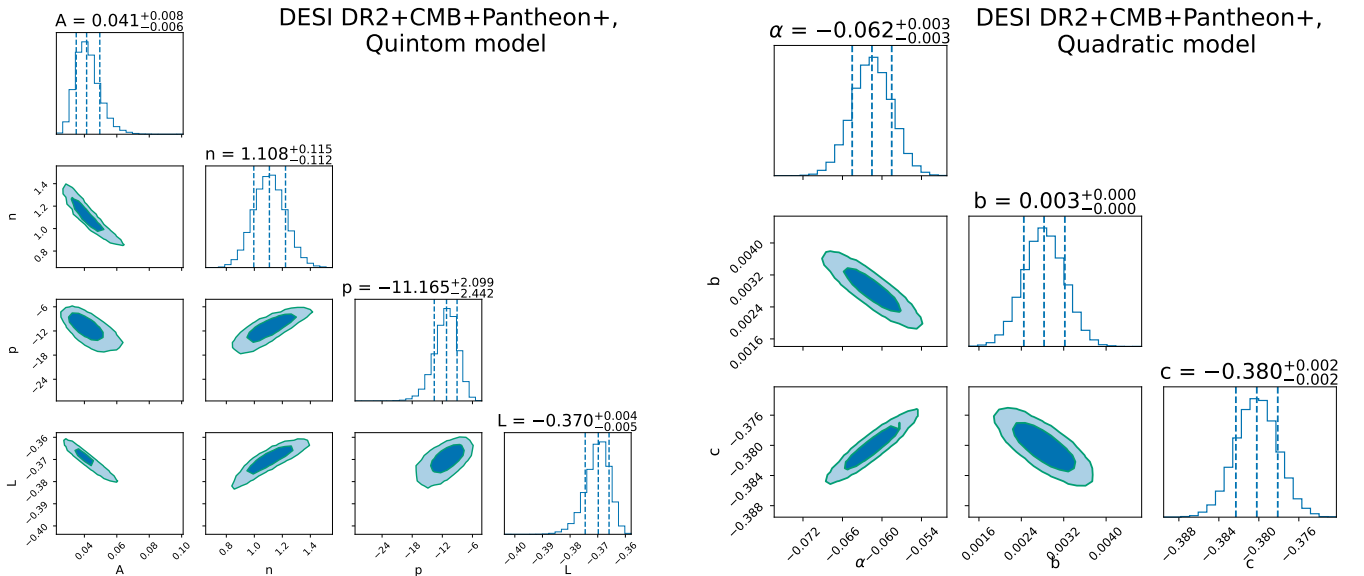 DESI DR2+CMB+Pantheon+,
Quintom model
A = 0.041+0.008
−0.006
n = 1.108+0.115
−0.112
n
1.4
1.2
1.0
0.8
p = −11.165+2.099
−2.442
p
−6
−12
−18
−24
L = −0.370+0.004
−0.005
L
−0.36
−0.37
−0.38
−0.39
−0.40
0.04 0.06 0.08 0.10
A
0.8 1.0 1.2 1.4
n
−24 −18 −12 −6
p
−0.40 −0.39 −0.38 −0.37 −0.36
L
DESI DR2+CMB+Pantheon+,
Quadratic model
α = −0.062+0.003
−0.003
b = 0.003+0.000
−0.000
b
0.0040
0.0032
0.0024
0.0016
c = −0.380+0.002
−0.002
c
−0.376
−0.380
−0.384
−0.388
−0.072 −0.066 −0.060 −0.054
α
0.0016 0.0024 0.0032 0.0040
b
−0.388 −0.384 −0.380 −0.376
c